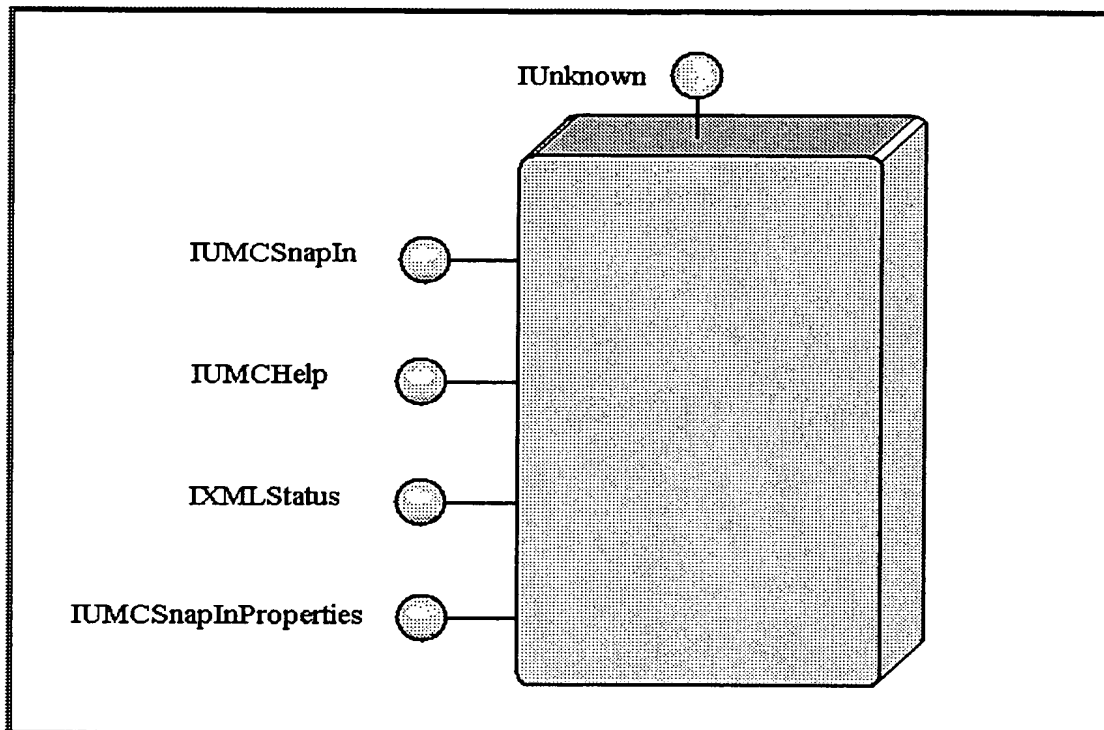 IUnknown
IUMCSnapIn
IUMCHelp
IXMLStatus
IUMCSnapInProperties